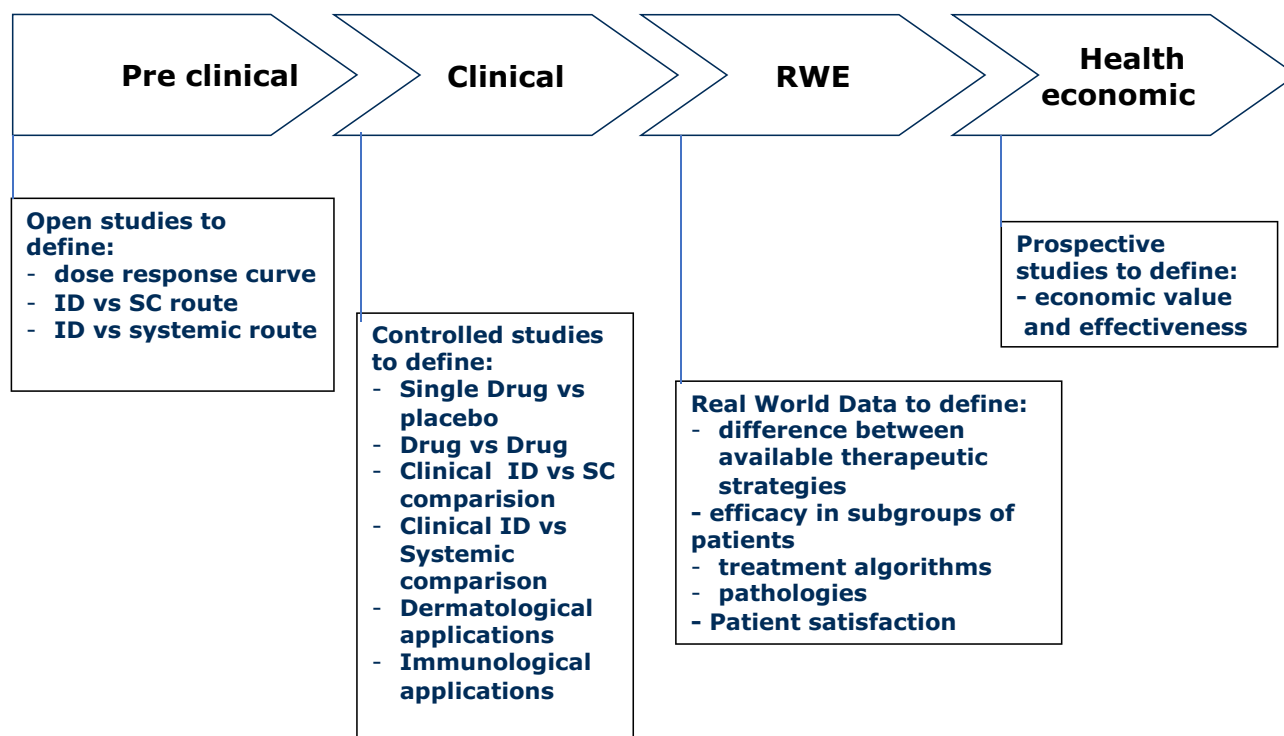 Pre clinical
Clinical
RWE
Health
economic
Open studies to
define:
- dose response curve
- ID vs SC route
- ID vs systemic route
Controlled studies
to define:
- Single Drug vs
placebo
- Drug vs Drug
- Clinical ID vs SC
comparision
- Clinical ID vs
Systemic
comparison
- Dermatological
applications
- Immunological
applications
Real World Data to define:
- difference between
available therapeutic
strategies
- efficacy in subgroups of
patients
- treatment algorithms
- pathologies
- Patient satisfaction
Prospective
studies to define:
- economic value
and effectiveness